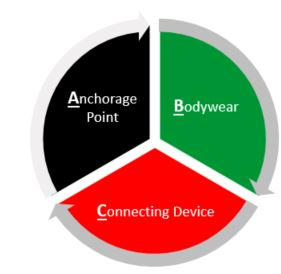 Anchorage
Point
Bodywear
Connecting Device